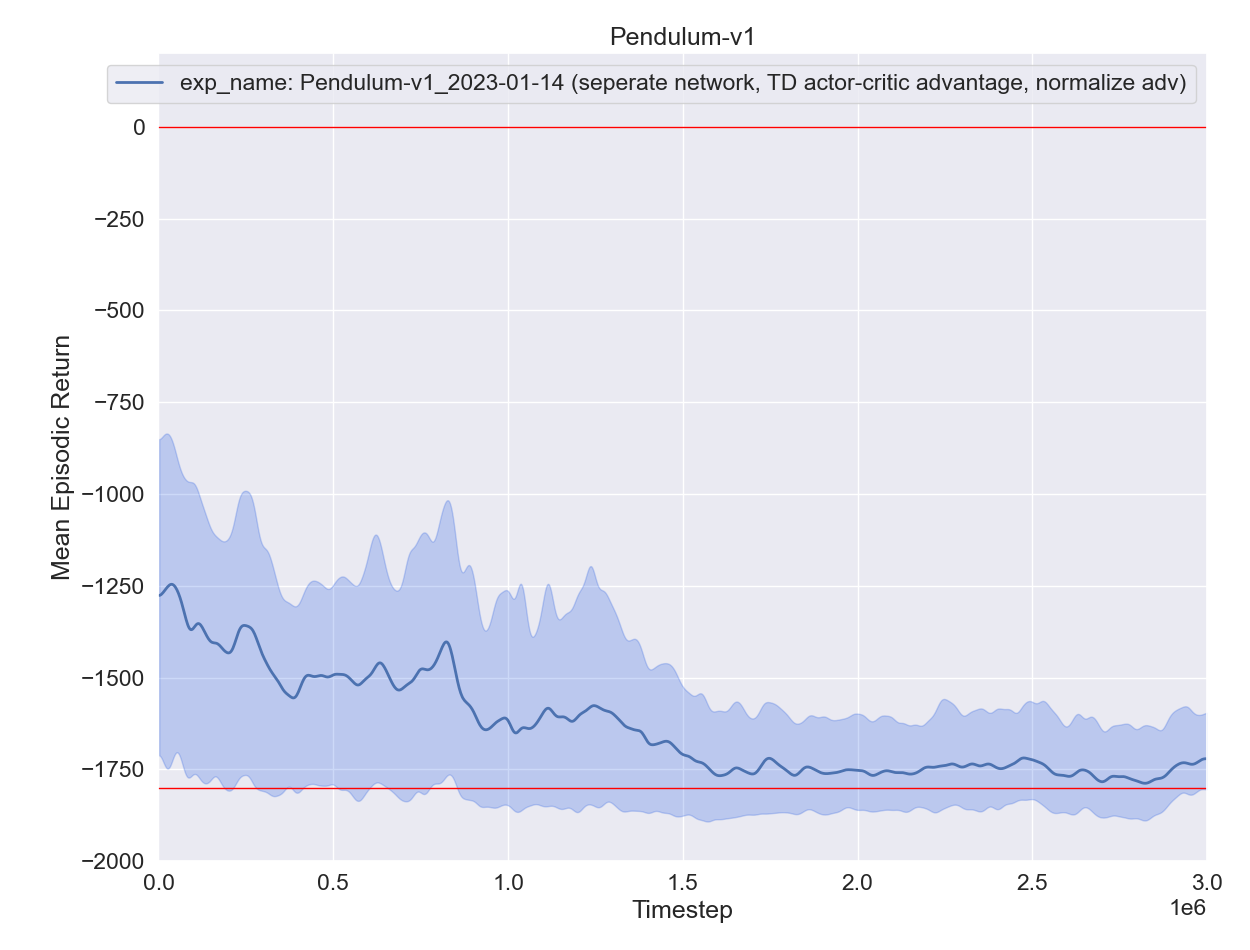 Pendulum-v1
exp_name: Pendulum-v1_2023-01-14 (seperate network, TD actor-critic advantage, normalize adv)
0
−250
−500
−750
−1000
−1250
−1500
−1750
−2000
Mean Episodic Return
0.0 0.5 1.0 1.5 2.0 2.5 3.0
1e6
Timestep